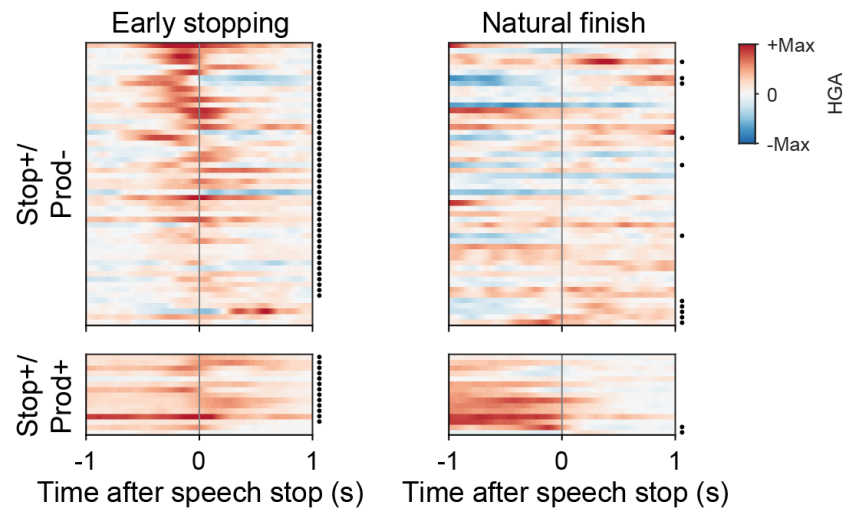 Early stopping
Natural finish
+Max
0
-Max
HGA
Stop+/
Prod-
Stop+/
Prod+
-1
0
1
-1
0
1
Time after speech stop (s)
Time after speech stop (s)